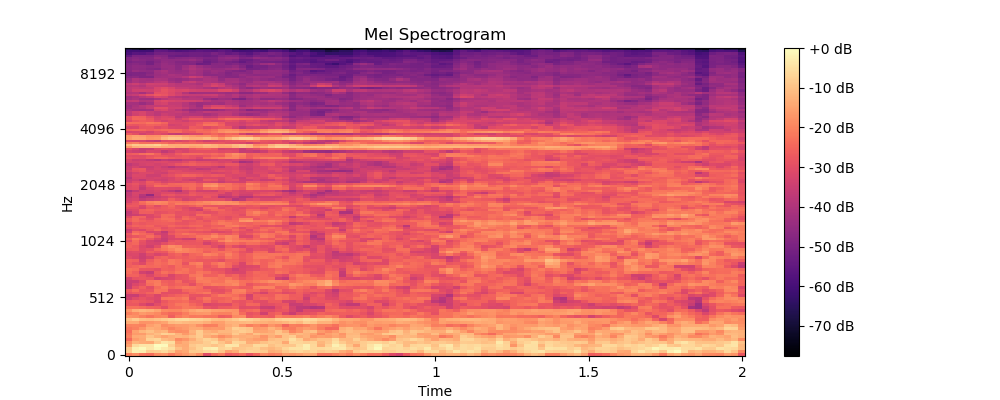 Mel Spectrogram
Hz
8192
4096
2048
1024
512
0
0 0.5 1 1.5 2
Time
+0 dB
-10 dB
-20 dB
-30 dB
-40 dB
-50 dB
-60 dB
-70 dB